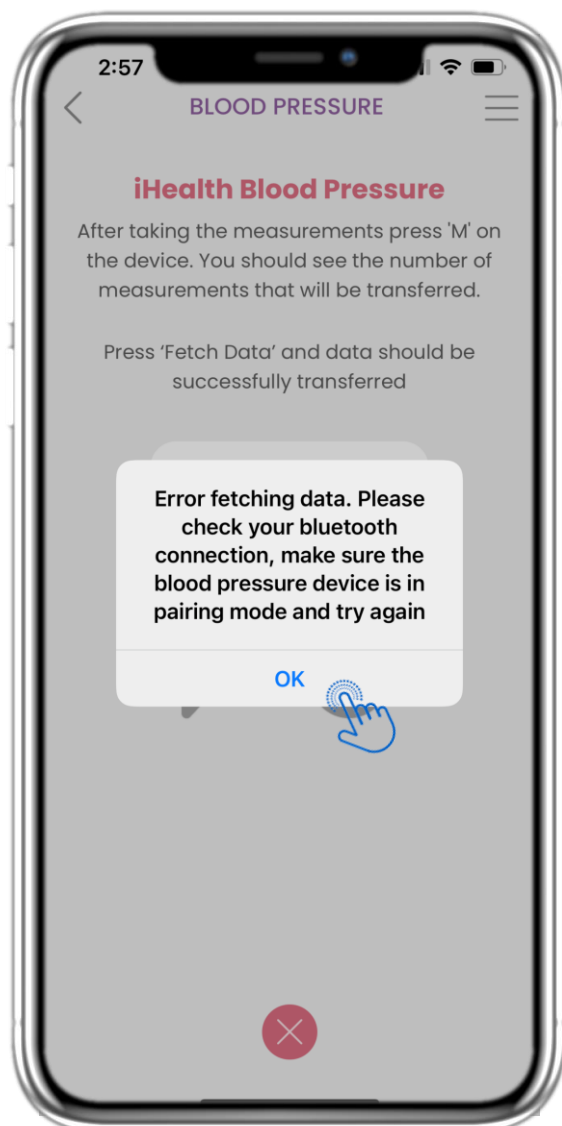 2:57
BLOOD PRESSURE
iHealth Blood Pressure
After taking the measurements press 'M' on
the device. You should see the number of
measurements that will be transferred.
Press ‘Fetch Data’ and data should be
successfully transferred
Error fetching data. Please
check your bluetooth
connection, make sure the
blood pressure device is in
pairing mode and try again
OK